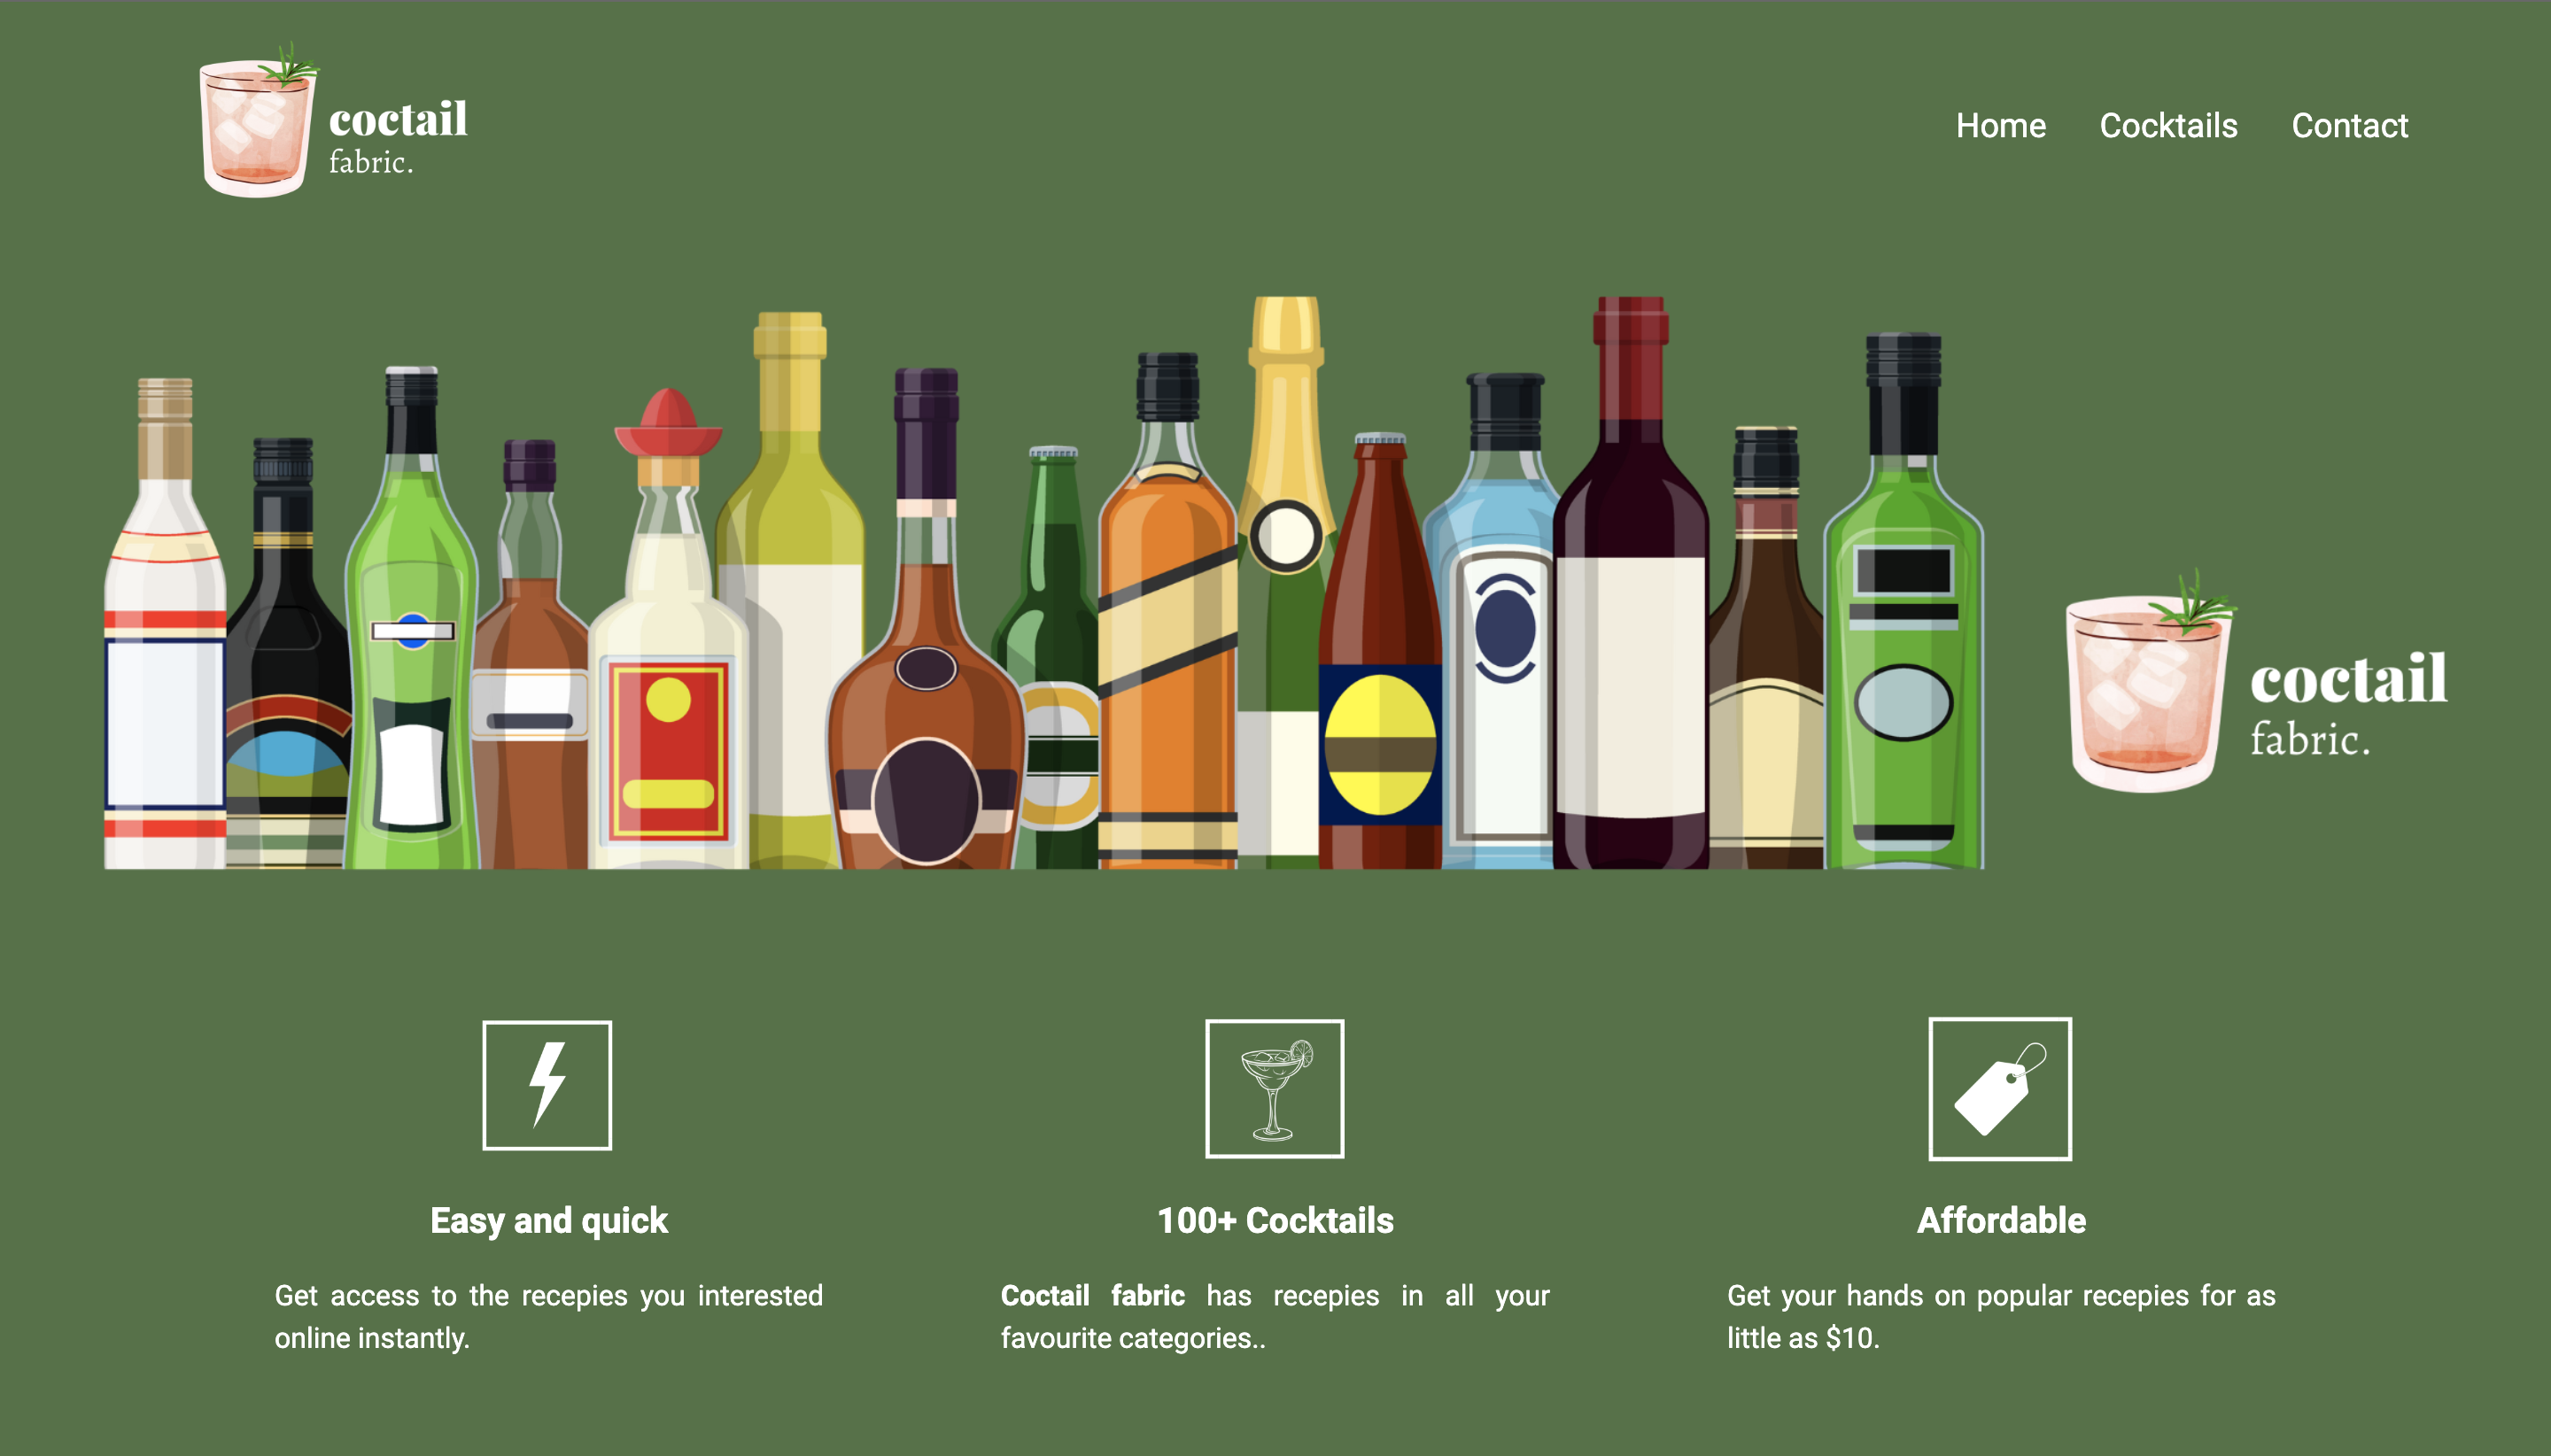 coctail
fabric.
Home Cocktails Contact
coctail
fabric.
Easy and quick
Get access to the recepies you interested
online instantly.
100+ Cocktails
Coctail fabric has recepies in all your
favourite categories..
Affordable
Get your hands on popular recepies for as
little as $10.